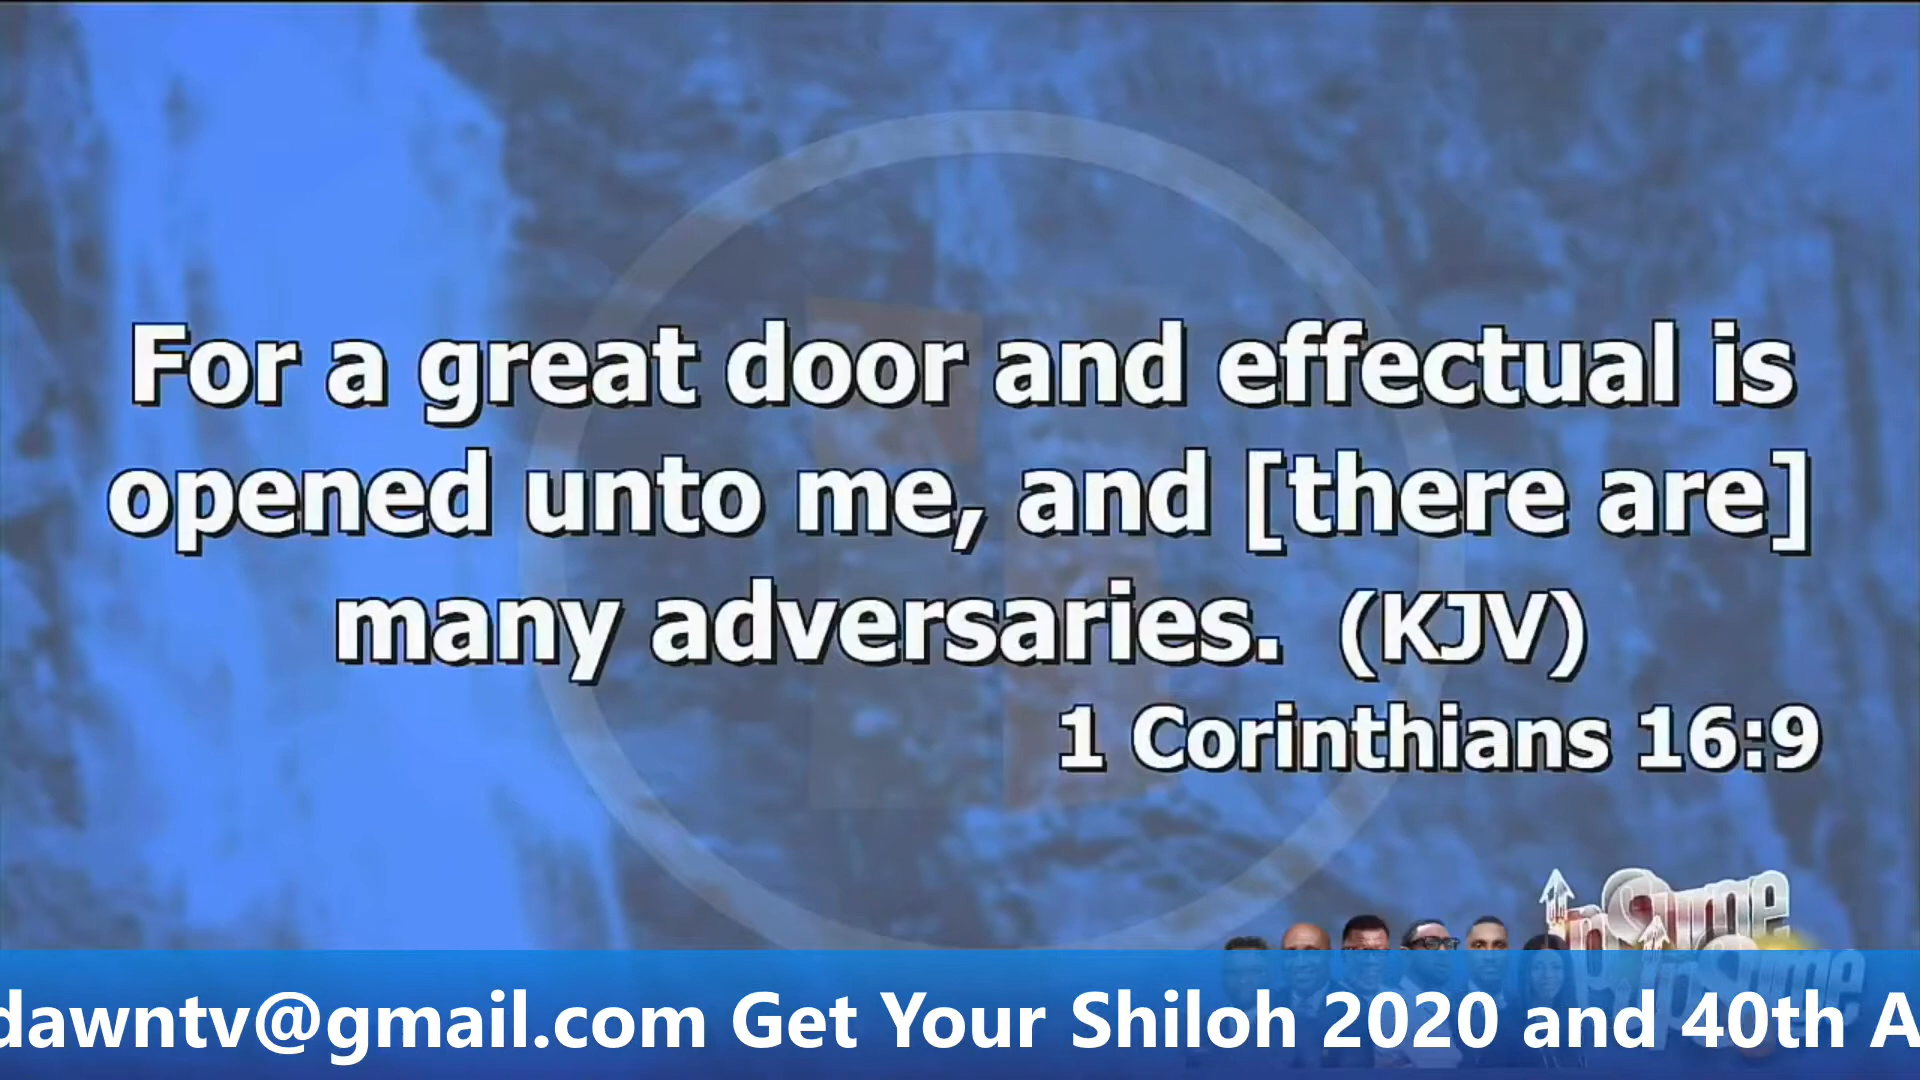 For a great door and effectual is
opened unto me, and [there are]
many adversaries. (KJV)
1 Corinthians 16:9
dawntv@gmail.com Get Your Shiloh 2020 and 40th A